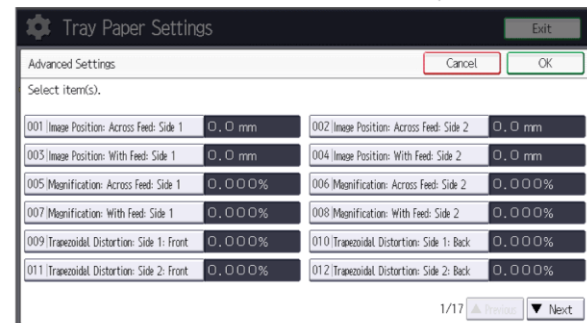 Tray Paper Settings Exit
Advanced Settings Cancel OK
Select item(s).
001 Image Position: Across Feed: Side 1 0.0 mm 002 Image Position: Across Feed: Side 2 0.0 mm
003 Image Position: With Feed: Side 1 0.0 mm 004 Image Position: With Feed: Side 2 0.0 mm
005 Magnification: Across Feed: Side 1 0.000% 006 Magnification: Across Feed: Side 2 0.000%
007 Magnification: With Feed: Side 1 0.000% 008 Magnification: With Feed: Side 2 0.000%
009 Trapezoidal Distortion: Side 1: Front 0.000% 010 Trapezoidal Distortion: Side 1: Back 0.000%
011 Trapezoidal Distortion: Side 2: Front 0.000% 012 Trapezoidal Distortion: Side 2: Back 0.000%
1/17 ▲ Previous ▼ Next